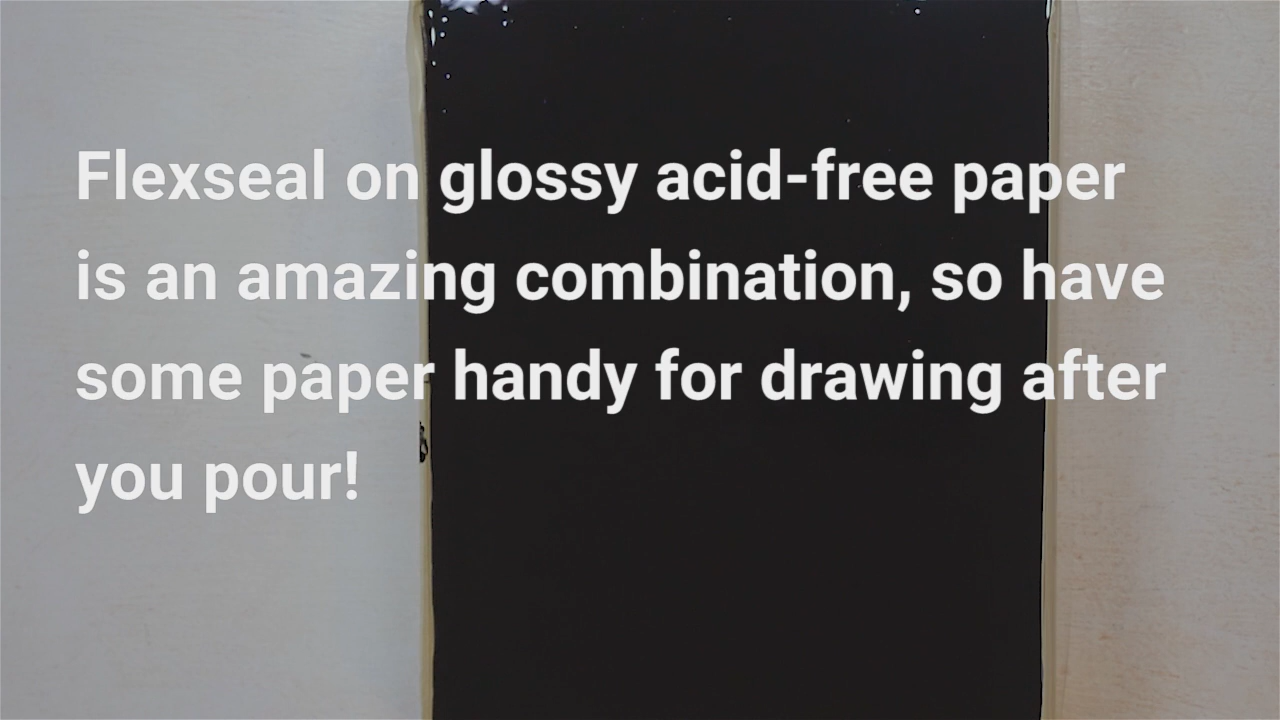 Flexseal on glossy acid-free paper
is an amazing combination, so have
some paper handy for drawing after
you pour!